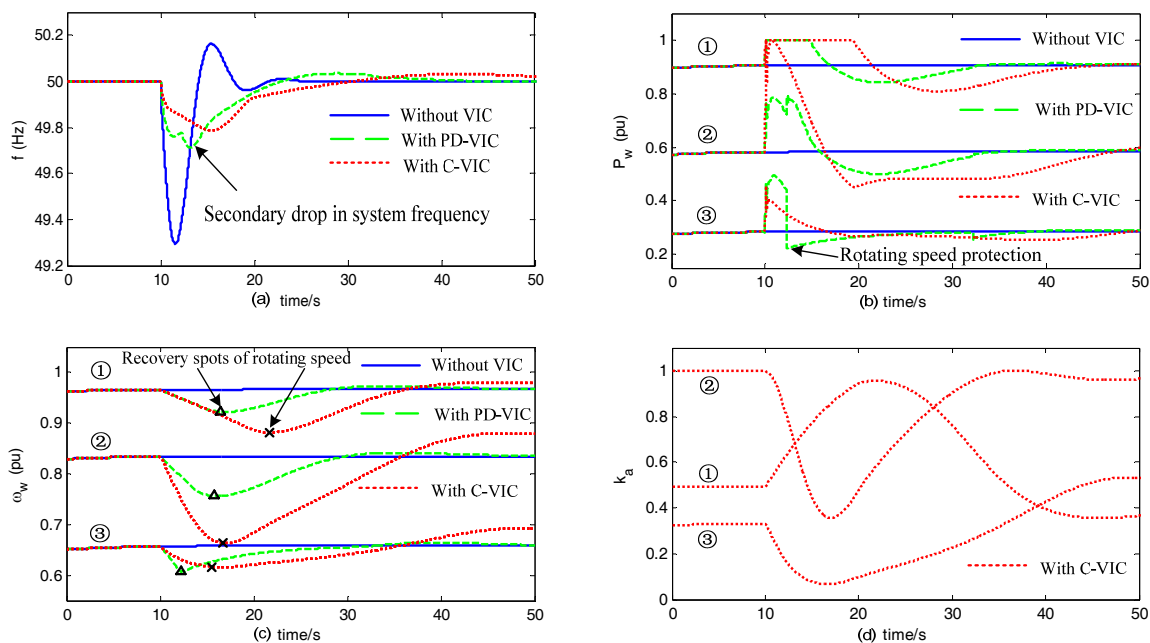 50.2
50
49.8
49.6
49.4
49.2
f (Hz)
Without VIC
With PD-VIC
With C-VIC
Secondary drop in system frequency
0 10 20 30 40 50
(a) time/s
1
0.8
0.6
0.4
0.2
P_w (pu)
①
②
③
Without VIC
With PD-VIC
With C-VIC
Rotating speed protection
0 10 20 30 40 50
(b) time/s
1
0.9
0.8
0.7
0.6
ω_w (pu)
①
②
③
Recovery spots of rotating speed
Without VIC
With PD-VIC
With C-VIC
0 10 20 30 40 50
(c) time/s
1
0.8
0.6
0.4
0.2
0
k_a
②
①
③
With C-VIC
0 10 20 30 40 50
(d) time/s